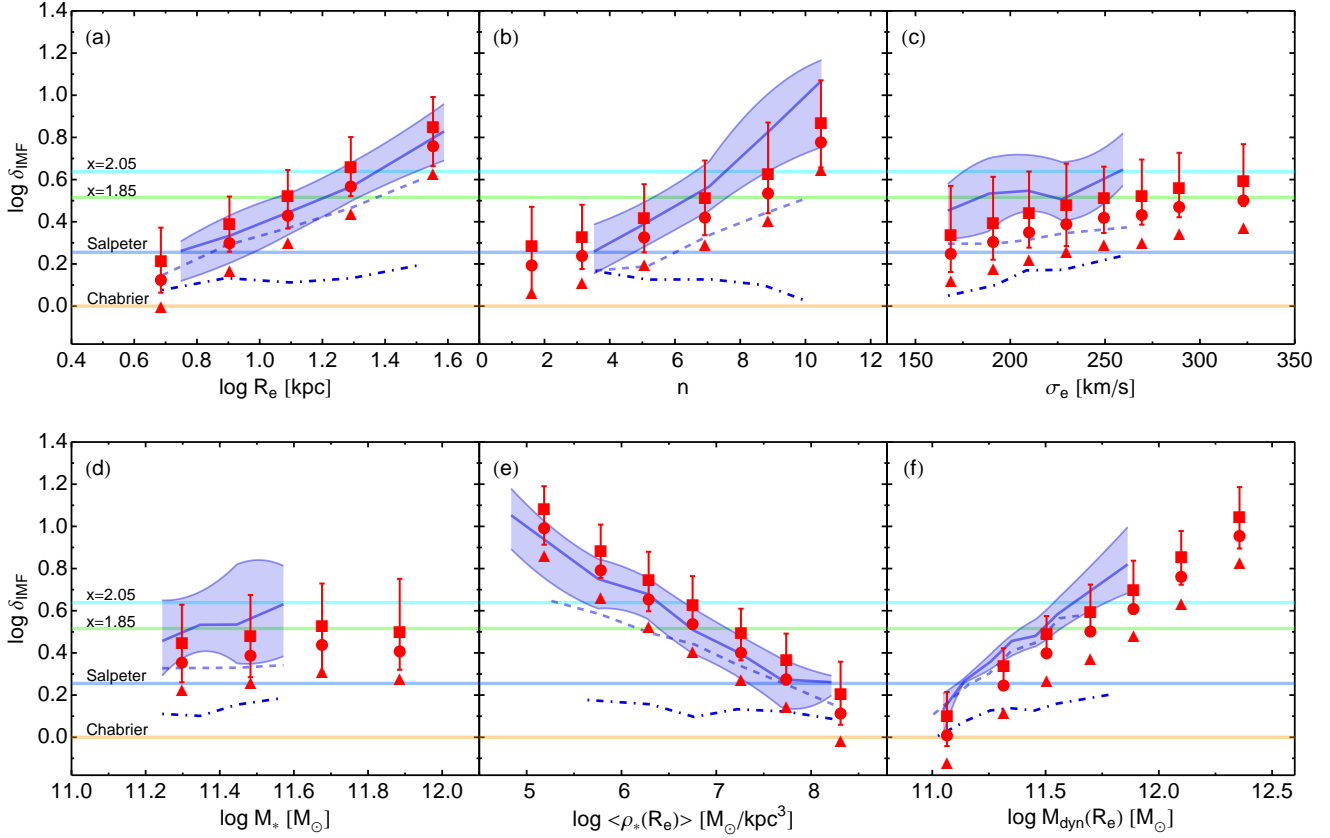 (a) (b) (c)
1.4
1.2
1.0
0.8
0.6
0.4
0.2
0.0
log δIMF
x=2.05
x=1.85
Salpeter
Chabrier
0.4 0.6 0.8 1.0 1.2 1.4 1.6 0 2 4 6 8 10 12 150 200 250 300 350
log Re [kpc] n σe [km/s]
(d) (e) (f)
1.4
1.2
1.0
0.8
0.6
0.4
0.2
0.0
log δIMF
x=2.05
x=1.85
Salpeter
Chabrier
11.0 11.2 11.4 11.6 11.8 12.0 5 6 7 8 11.0 11.5 12.0 12.5
log M* [M⊙] log <ρ*(Re)> [M⊙/kpc³] log Mdyn(Re) [M⊙]